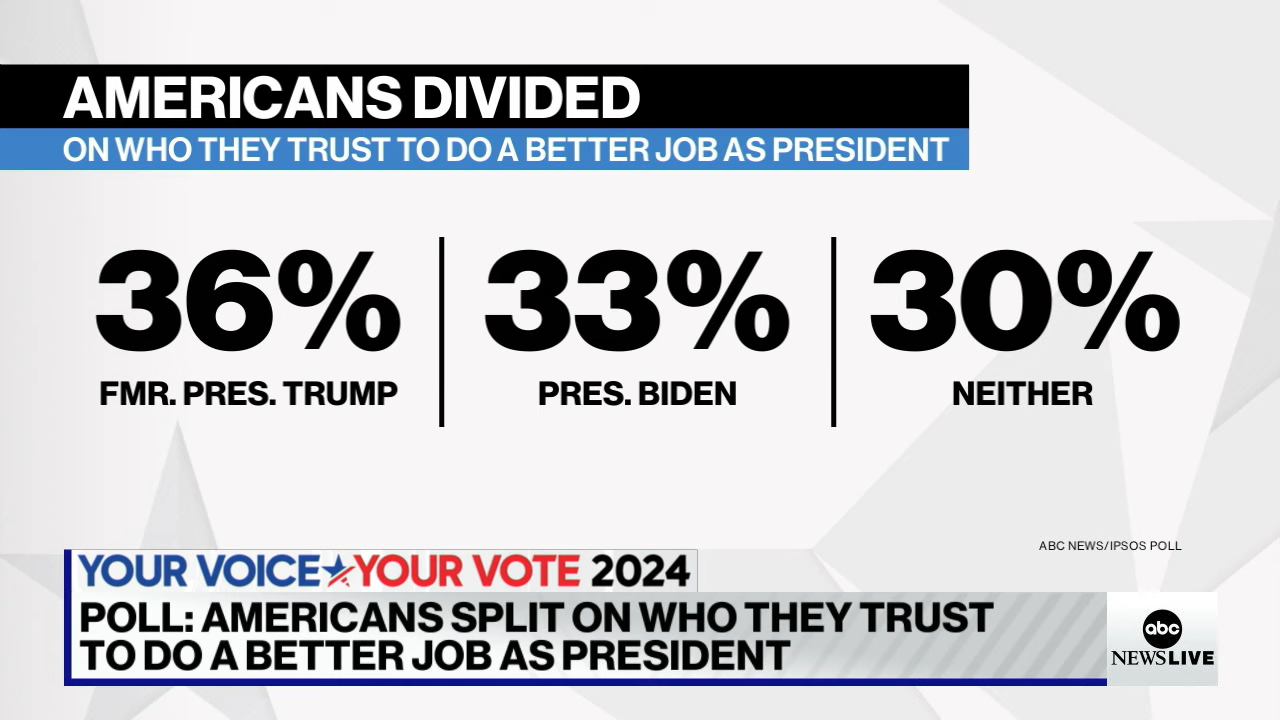 AMERICANS DIVIDED
ON WHO THEY TRUST TO DO A BETTER JOB AS PRESIDENT
36%
FMR. PRES. TRUMP
33%
PRES. BIDEN
30%
NEITHER
ABC NEWS/IPSOS POLL
YOUR VOICE YOUR VOTE 2024
POLL: AMERICANS SPLIT ON WHO THEY TRUST
TO DO A BETTER JOB AS PRESIDENT
abc
NEWSLIVE